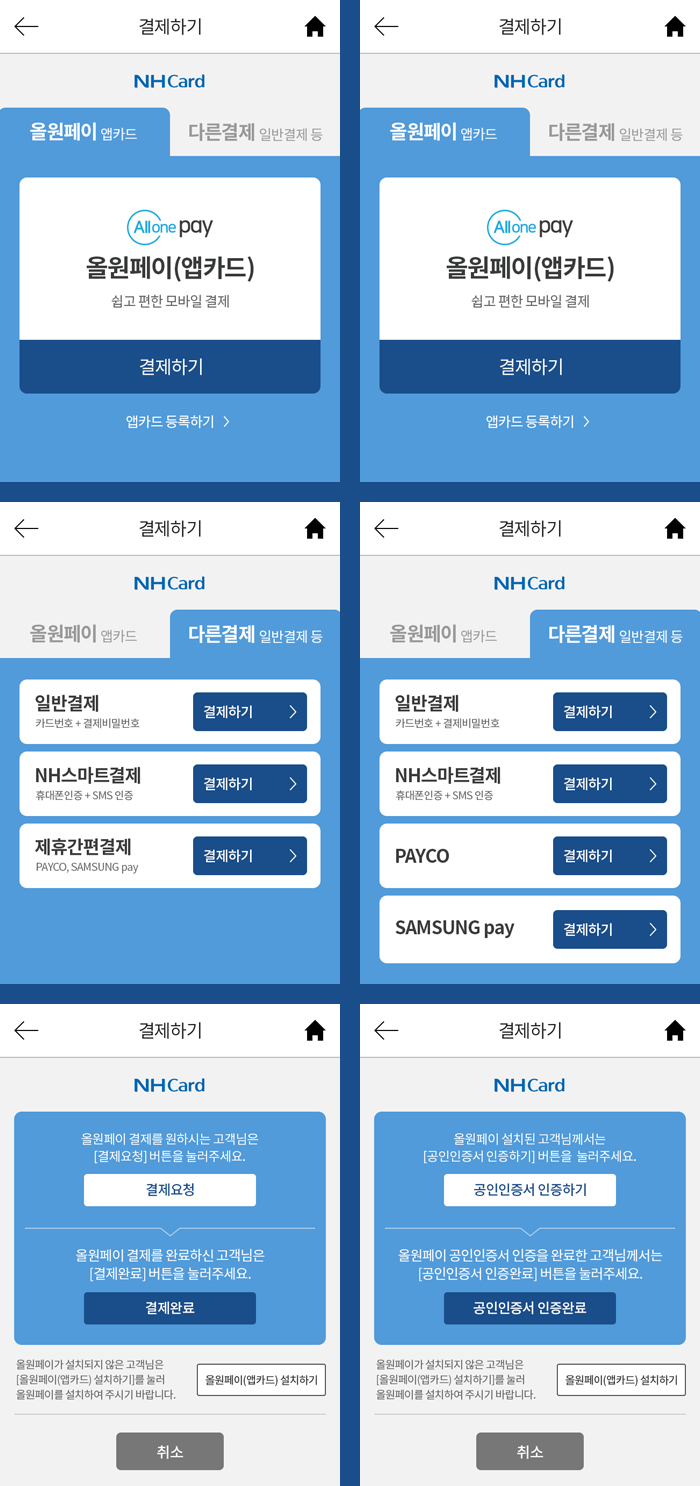 결제하기
NHCard
올원페이 앱카드
다른결제 일반결제 등
Allone pay
올원페이(앱카드)
쉽고 편한 모바일 결제
결제하기
앱카드 등록하기 >
결제하기
NHCard
올원페이 앱카드
다른결제 일반결제 등
Allone pay
올원페이(앱카드)
쉽고 편한 모바일 결제
결제하기
앱카드 등록하기 >
결제하기
NHCard
올원페이 앱카드
다른결제 일반결제 등
일반결제
카드번호 + 결제비밀번호
결제하기
NH스마트결제
휴대폰인증 + SMS 인증
결제하기
제휴간편결제
PAYCO, SAMSUNG pay
결제하기
결제하기
NHCard
올원페이 앱카드
다른결제 일반결제 등
일반결제
카드번호 + 결제비밀번호
결제하기
NH스마트결제
휴대폰인증 + SMS 인증
결제하기
PAYCO
결제하기
SAMSUNG pay
결제하기
결제하기
NHCard
올원페이 결제를 원하시는 고객님은
[결제요청] 버튼을 눌러주세요.
결제요청
올원페이 결제를 완료하신 고객님은
[결제완료] 버튼을 눌러주세요.
결제완료
올원페이가 설치되지 않은 고객님은
[올원페이(앱카드) 설치하기]를 눌러
올원페이를 설치하여 주시기 바랍니다.
올원페이(앱카드) 설치하기
취소
결제하기
NHCard
올원페이 설치된 고객님께서는
[공인인증서 인증하기] 버튼을 눌러주세요.
공인인증서 인증하기
올원페이 공인인증서 인증을 완료한 고객님께서는
[공인인증서 인증완료] 버튼을 눌러주세요.
공인인증서 인증완료
올원페이가 설치되지 않은 고객님은
[올원페이(앱카드) 설치하기]를 눌러
올원페이를 설치하여 주시기 바랍니다.
올원페이(앱카드) 설치하기
취소